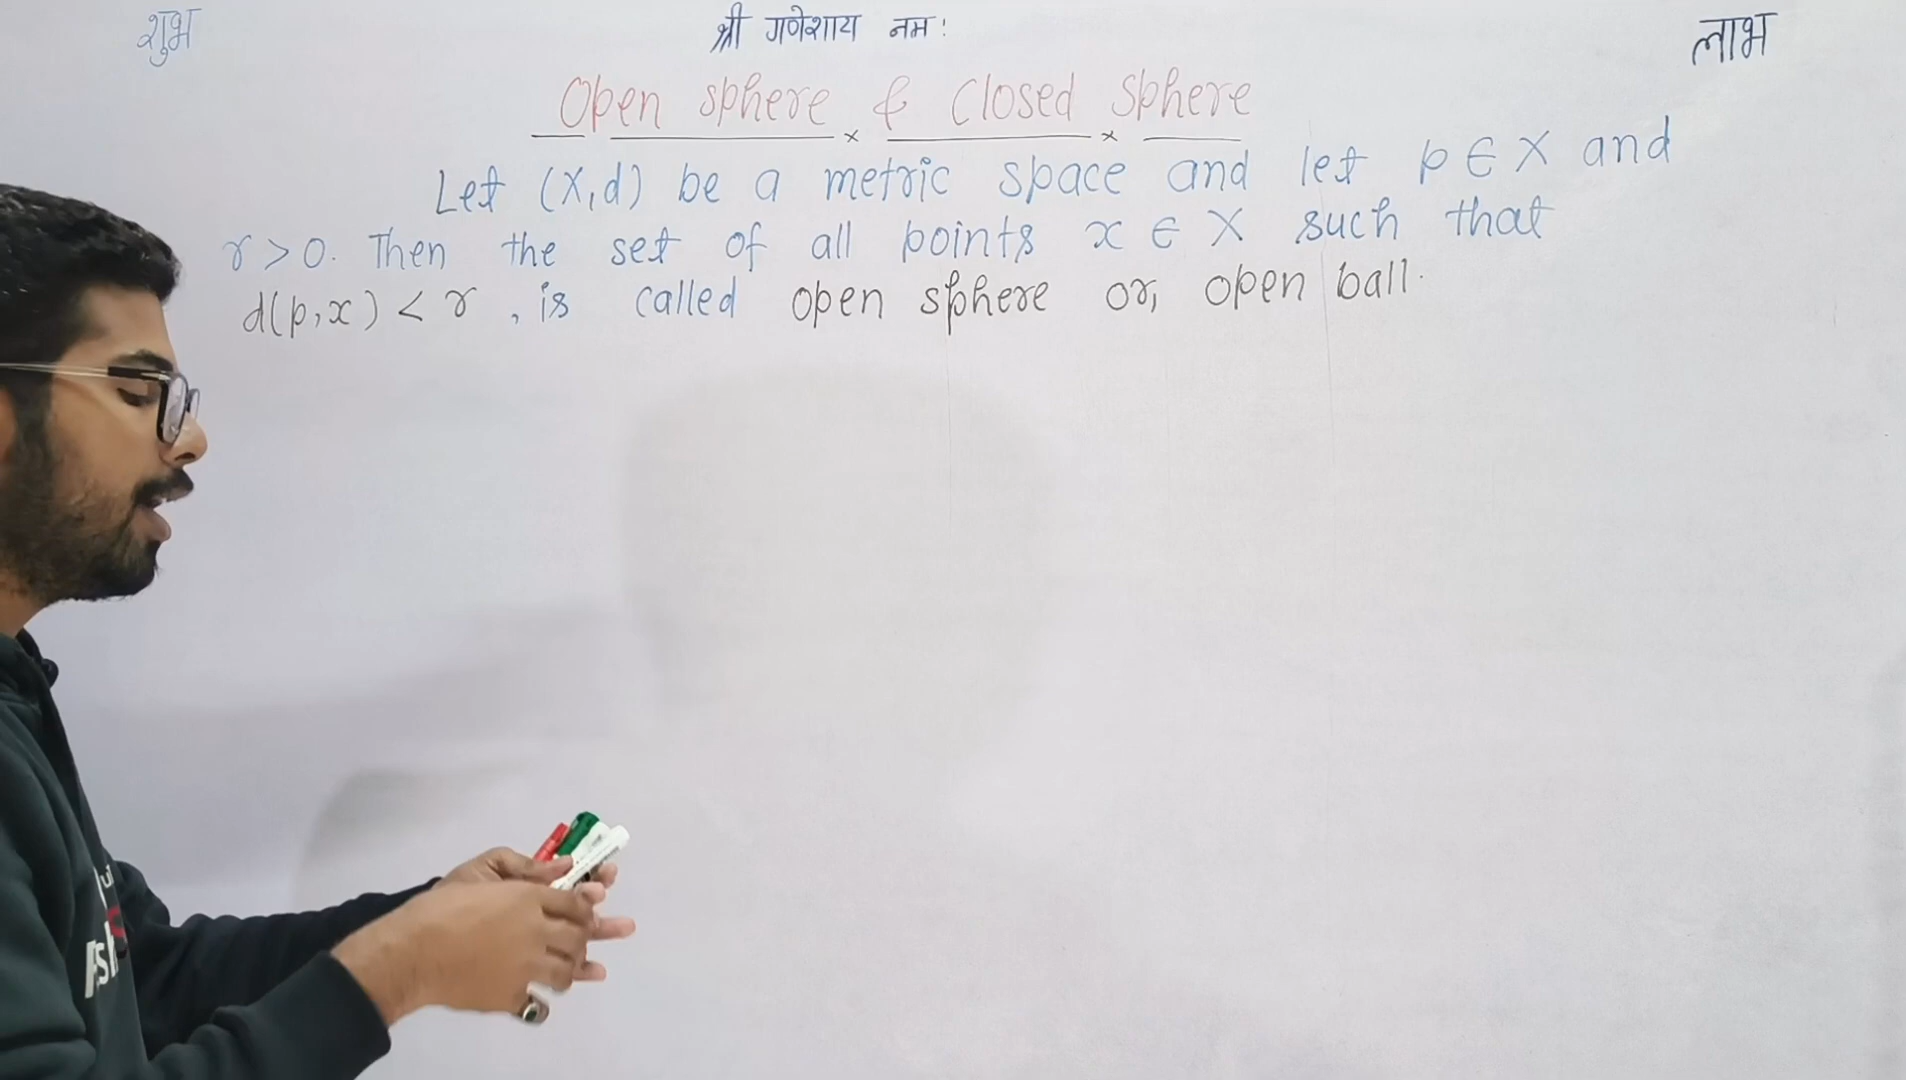 शुभ श्री गणेशाय नमः लाभ
Open sphere & Closed Sphere
Let (X,d) be a metric space and let p ∈ X and
r > 0. Then the set of all points x ∈ X such that
d(p,x) < r , is called open sphere or, open ball.